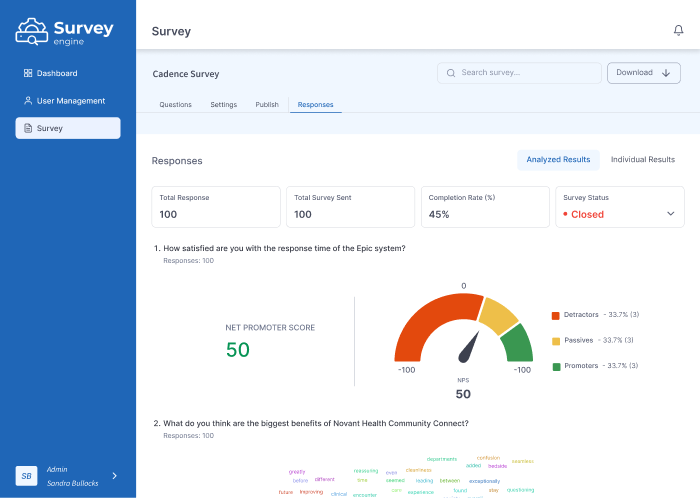 Survey
engine
Dashboard
User Management
Survey
SB
Admin
Sandra Bullocks
Survey
Cadence Survey
Search survey...
Download
Questions
Settings
Publish
Responses
Responses
Analyzed Results
Individual Results
Total Response
100
Total Survey Sent
100
Completion Rate (%)
45%
Survey Status
Closed
1. How satisfied are you with the response time of the Epic system?
Responses: 100
NET PROMOTER SCORE
50
0
-100
-100
NPS
50
Detractors - 33.7% (3)
Passives - 33.7% (3)
Promoters - 33.7% (3)
2. What do you think are the biggest benefits of Novant Health Community Connect?
Responses: 100
departments confusion seamless
greatly reassuring even cleanliness added bedside
before different seemed leading between exceptionally
future improving clinical encounter care experience found stay questioning